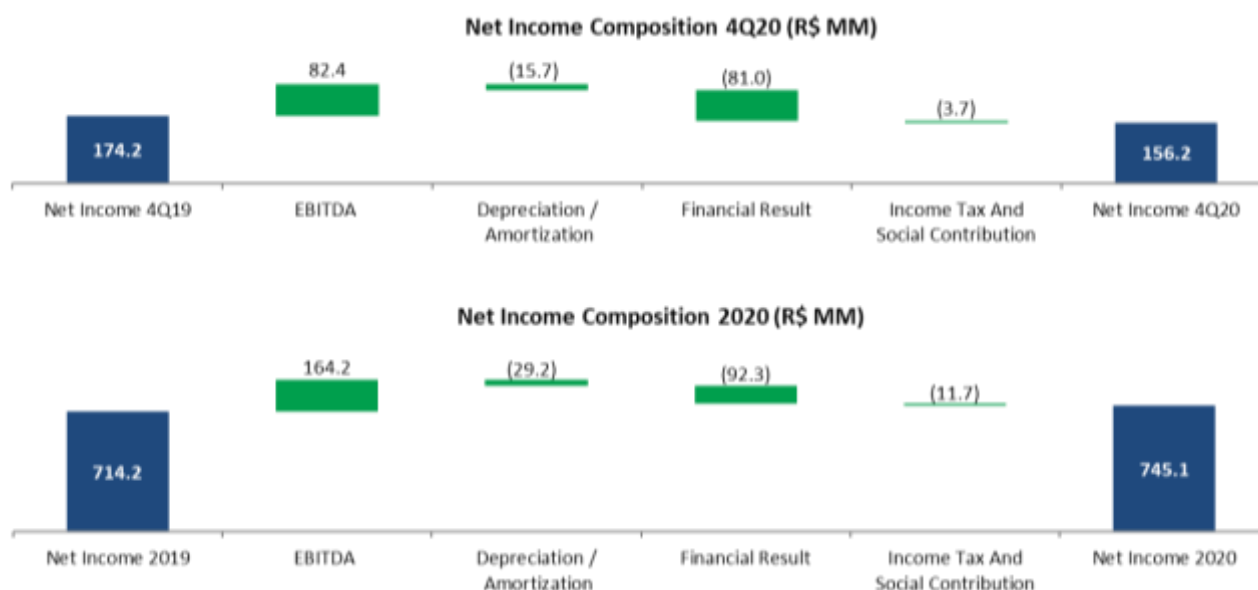 Net Income Composition 4Q20 (R$ MM)
82.4
(15.7)
(81.0)
(3.7)
174.2
156.2
Net Income 4Q19
EBITDA
Depreciation /
Amortization
Financial Result
Income Tax And
Social Contribution
Net Income 4Q20
Net Income Composition 2020 (R$ MM)
164.2
(29.2)
(92.3)
(11.7)
714.2
745.1
Net Income 2019
EBITDA
Depreciation /
Amortization
Financial Result
Income Tax And
Social Contribution
Net Income 2020